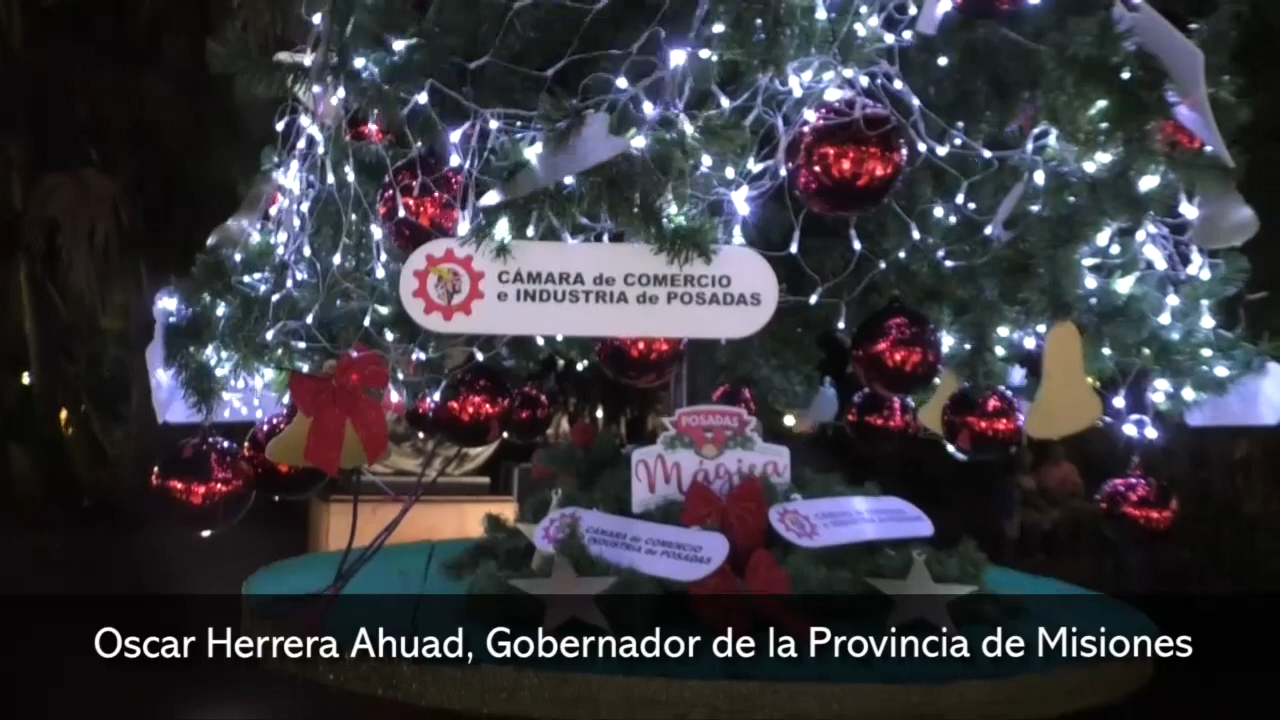 CÁMARA de COMERCIO
e INDUSTRIA de POSADAS
POSADAS
Mágica
CÁMARA de COMERCIO
INDUSTRIA de POSADAS
Oscar Herrera Ahuad, Gobernador de la Provincia de Misiones